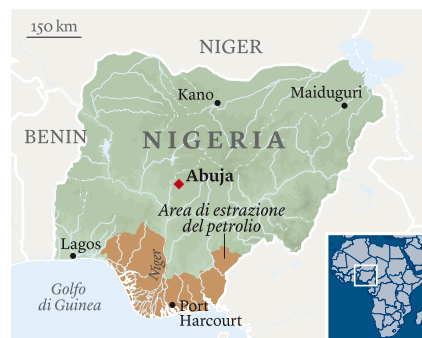 150 km
NIGER
Kano
Maiduguri
BENIN
NIGERIA
Abuja
Area di estrazione
del petrolio
Lagos
Niger
Golfo
di Guinea
Port
Harcourt